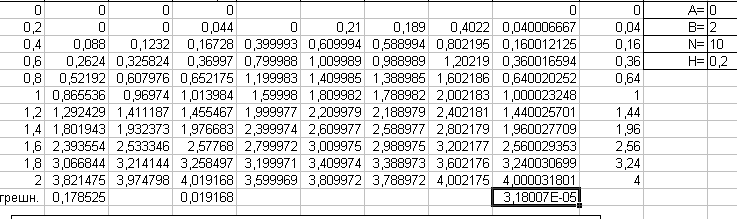 0 0 0 0 0 0 A= 0
0,2 0 0 0,044 0 0,21 0,189 0,4022 0,040006667 0,04 B= 2
0,4 0,088 0,1232 0,16728 0,399993 0,609994 0,588994 0,802195 0,160012125 0,16 N= 10
0,6 0,2624 0,325824 0,36997 0,799988 1,009989 0,988989 1,20219 0,360016594 0,36 H= 0,2
0,8 0,52192 0,607976 0,652175 1,199983 1,409985 1,388985 1,602186 0,640020252 0,64
1 0,865536 0,96974 1,013984 1,59998 1,809982 1,788982 2,002183 1,000023248 1
1,2 1,292429 1,411187 1,455467 1,999977 2,209979 2,188979 2,402181 1,440025701 1,44
1,4 1,801943 1,932373 1,976683 2,399974 2,609977 2,588977 2,802179 1,960027709 1,96
1,6 2,393554 2,533346 2,57768 2,799972 3,009975 2,988975 3,202177 2,560029353 2,56
1,8 3,066844 3,214144 3,258497 3,199971 3,409974 3,388973 3,602176 3,240030699 3,24
2 3,821475 3,974798 4,019168 3,599969 3,809972 3,788972 4,002175 4,000031801 4
грешн. 0,178525 0,019168 3,18007E-05